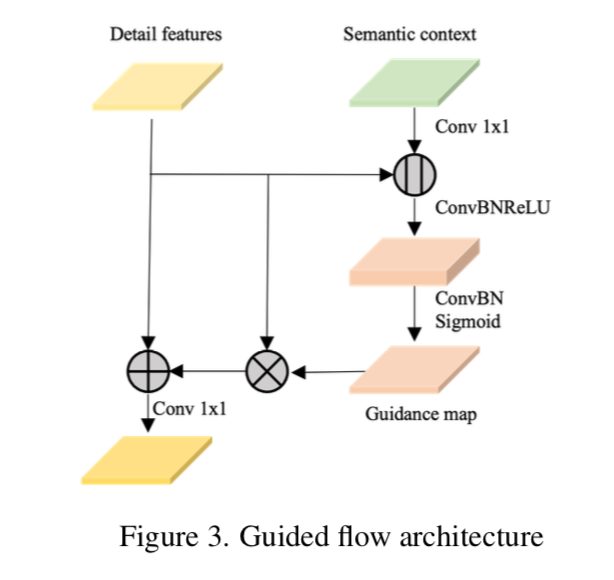 Detail features
Semantic context
Conv 1x1
ConvBNReLU
ConvBN
Sigmoid
Guidance map
Conv 1x1
Figure 3. Guided flow architecture